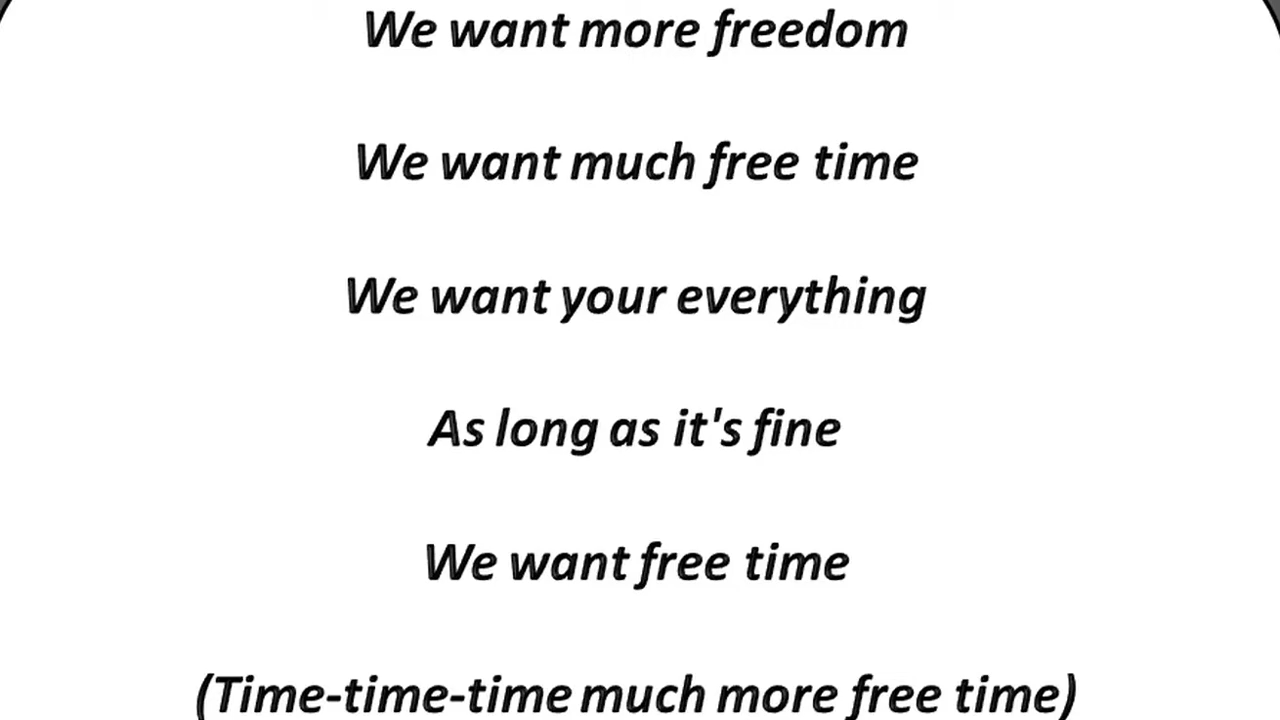 We want more freedom
We want much free time
We want your everything
As long as it's fine
We want free time
(Time-time-time much more free time)